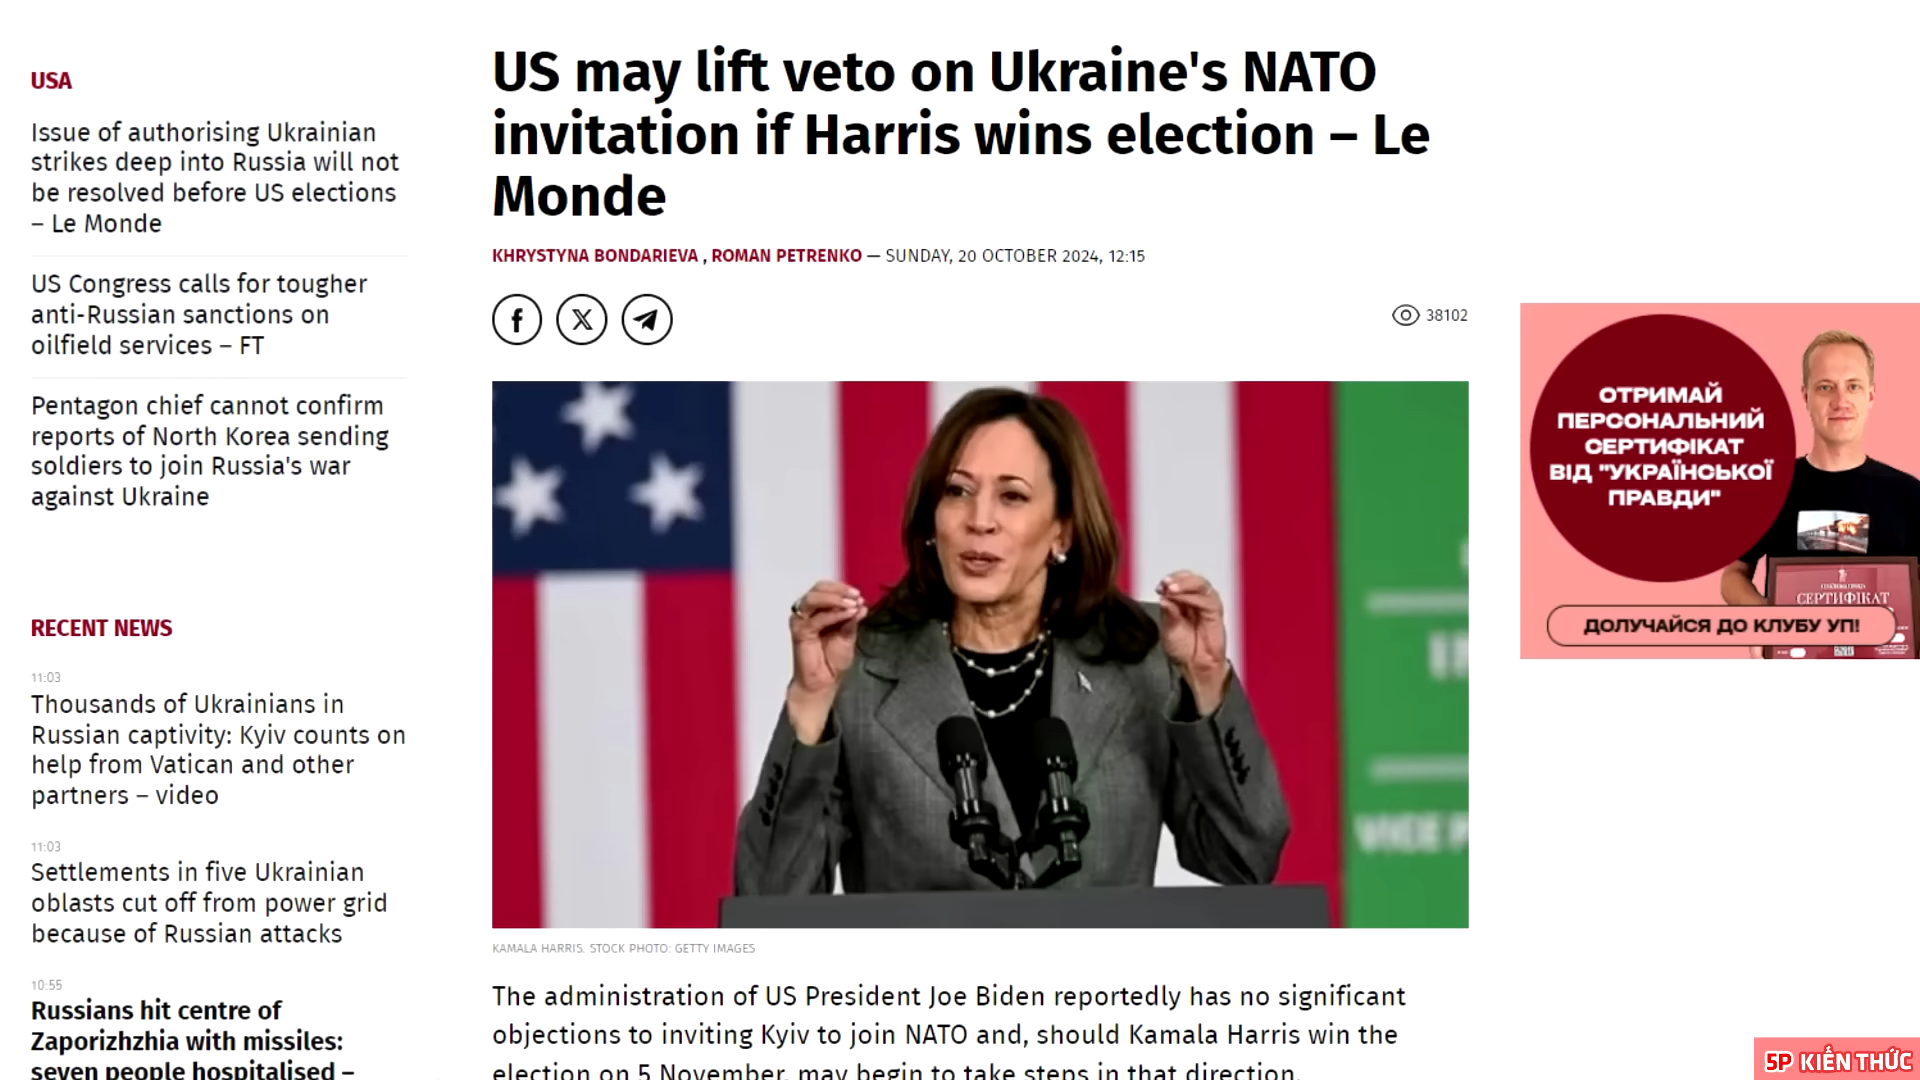 USA
Issue of authorising Ukrainian
strikes deep into Russia will not
be resolved before US elections
– Le Monde
US Congress calls for tougher
anti-Russian sanctions on
oilfield services – FT
Pentagon chief cannot confirm
reports of North Korea sending
soldiers to join Russia's war
against Ukraine
RECENT NEWS
11:03
Thousands of Ukrainians in
Russian captivity: Kyiv counts on
help from Vatican and other
partners – video
11:03
Settlements in five Ukrainian
oblasts cut off from power grid
because of Russian attacks
10:55
Russians hit centre of
Zaporizhzhia with missiles:
seven people hospitalised –
US may lift veto on Ukraine's NATO
invitation if Harris wins election – Le
Monde
KHRYSTYNA BONDARIEVA , ROMAN PETRENKO — SUNDAY, 20 OCTOBER 2024, 12:15
38102
VICE P
KAMALA HARRIS. STOCK PHOTO: GETTY IMAGES
The administration of US President Joe Biden reportedly has no significant
objections to inviting Kyiv to join NATO and, should Kamala Harris win the
election on 5 November, may begin to take steps in that direction.
ОТРИМАЙ
ПЕРСОНАЛЬНИЙ
СЕРТИФІКАТ
ВІД "УКРАЇНСЬКОЇ
ПРАВДИ"
СЕРТИФІКАТ
ДОЛУЧАЙСЯ ДО КЛУБУ УП!
5P KIẾN THỨC